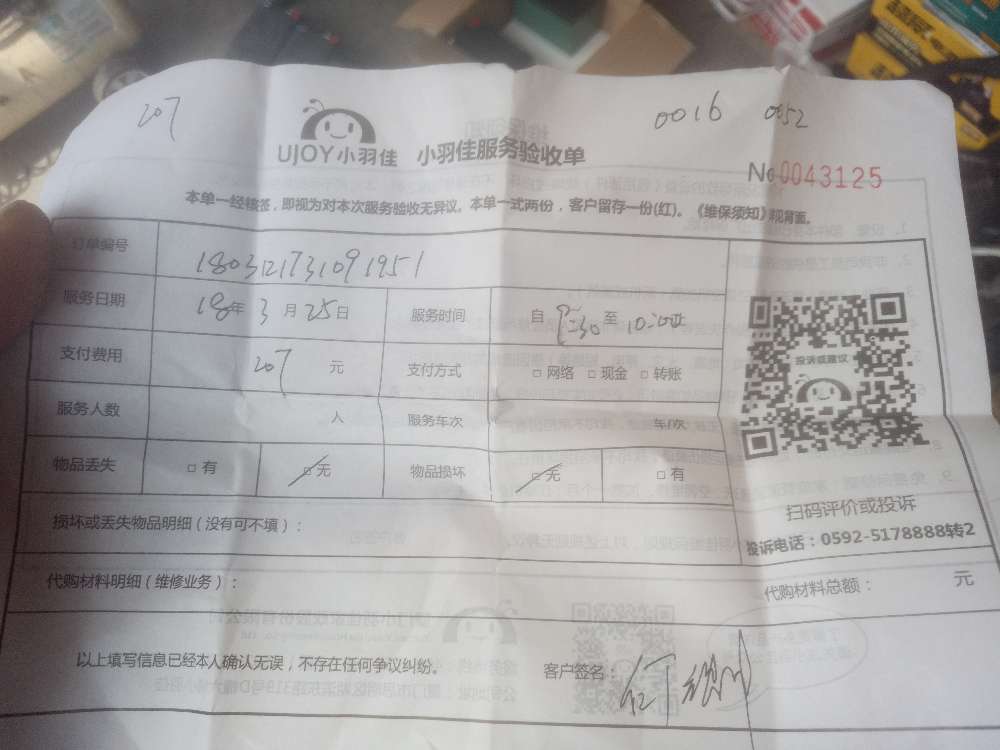 207
0016 0052
UJOY小羽佳 小羽佳服务验收单
No 0043125
本单一经核签，即视为对本次服务验收无异议。本单一式两份，客户留存一份(红)。《维保须知》见背面。
订单编号 1803121731091951
服务日期 18年 3月 25日 服务时间 自 9:30 至 10:00
支付费用 207 元 支付方式 □ 网络 □ 现金 □ 转账
投诉或建议
服务人数 人 服务车次 车/次
物品丢失 □ 有 □ 无 物品损坏 □ 无 □ 有
扫码评价或投诉
损坏或丢失物品明细（没有可不填）：
投诉电话：0592-5178888转2
代购材料明细（维修业务）：
代购材料总额： 元
以上填写信息已经本人确认无误，不存在任何争议纠纷。 客户签名：